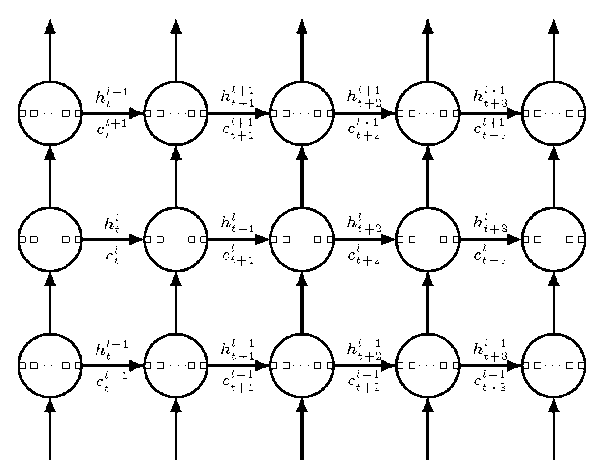 h_t^{l+1} h_{t+1}^{l+1} h_{t+2}^{l+1} h_{t+3}^{l+1}
c_t^{l+1} c_{t+1}^{l+1} c_{t+2}^{l+1} c_{t+3}^{l+1}
h_t^l h_{t+1}^l h_{t+2}^l h_{t+3}^l
c_t^l c_{t+1}^l c_{t+2}^l c_{t+3}^l
h_t^{l-1} h_{t+1}^{l-1} h_{t+2}^{l-1} h_{t+3}^{l-1}
c_t^{l-1} c_{t+1}^{l-1} c_{t+2}^{l-1} c_{t+3}^{l-1}